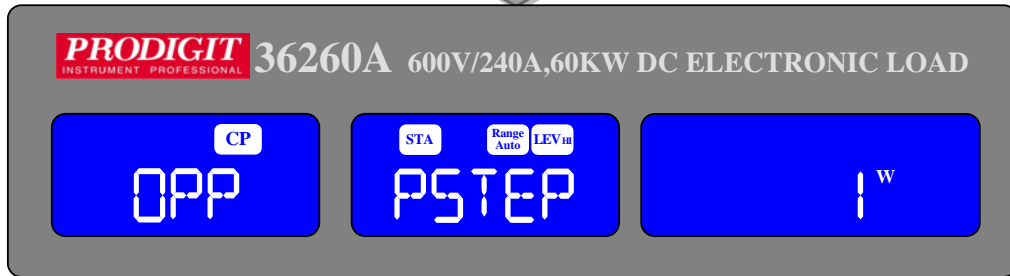 PRODIGIT
INSTRUMENT PROFESSIONAL
36260A 600V/240A,60KW DC ELECTRONIC LOAD
CP
OPP
STA Range Auto LEV HI
PSTEP
1 W